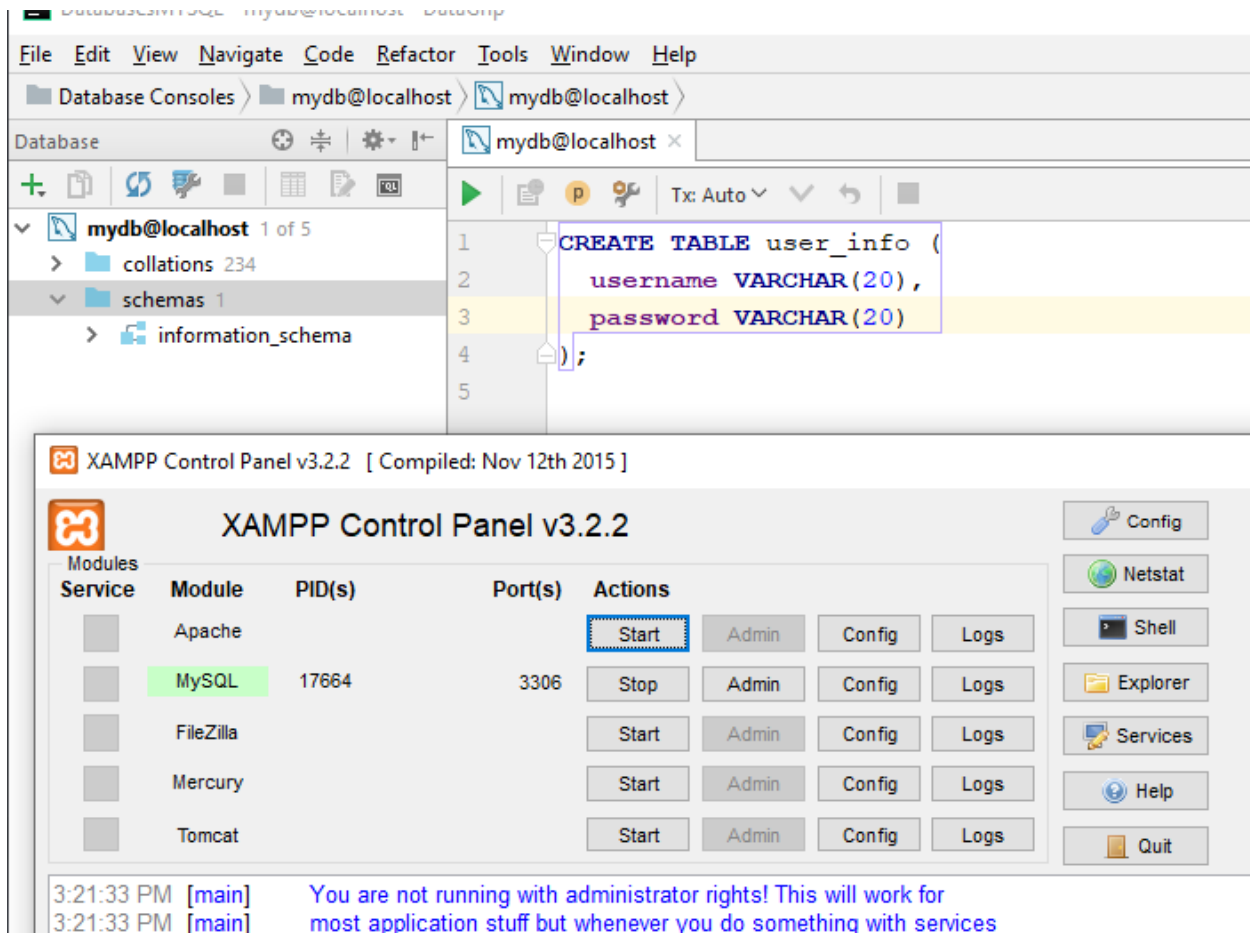 DatabasesMYSQL - mydb@localhost - DataGrip
File Edit View Navigate Code Refactor Tools Window Help
Database Consoles mydb@localhost mydb@localhost
Database
mydb@localhost
Tx: Auto
mydb@localhost 1 of 5
collations 234
schemas 1
information_schema
1 CREATE TABLE user_info (
2 username VARCHAR(20),
3 password VARCHAR(20)
4 );
5
XAMPP Control Panel v3.2.2 [ Compiled: Nov 12th 2015 ]
XAMPP Control Panel v3.2.2
Modules
Service Module PID(s) Port(s) Actions
Apache Start Admin Config Logs
MySQL 17664 3306 Stop Admin Config Logs
FileZilla Start Admin Config Logs
Mercury Start Admin Config Logs
Tomcat Start Admin Config Logs
Config
Netstat
Shell
Explorer
Services
Help
Quit
3:21:33 PM [main] You are not running with administrator rights! This will work for
3:21:33 PM [main] most application stuff but whenever you do something with services